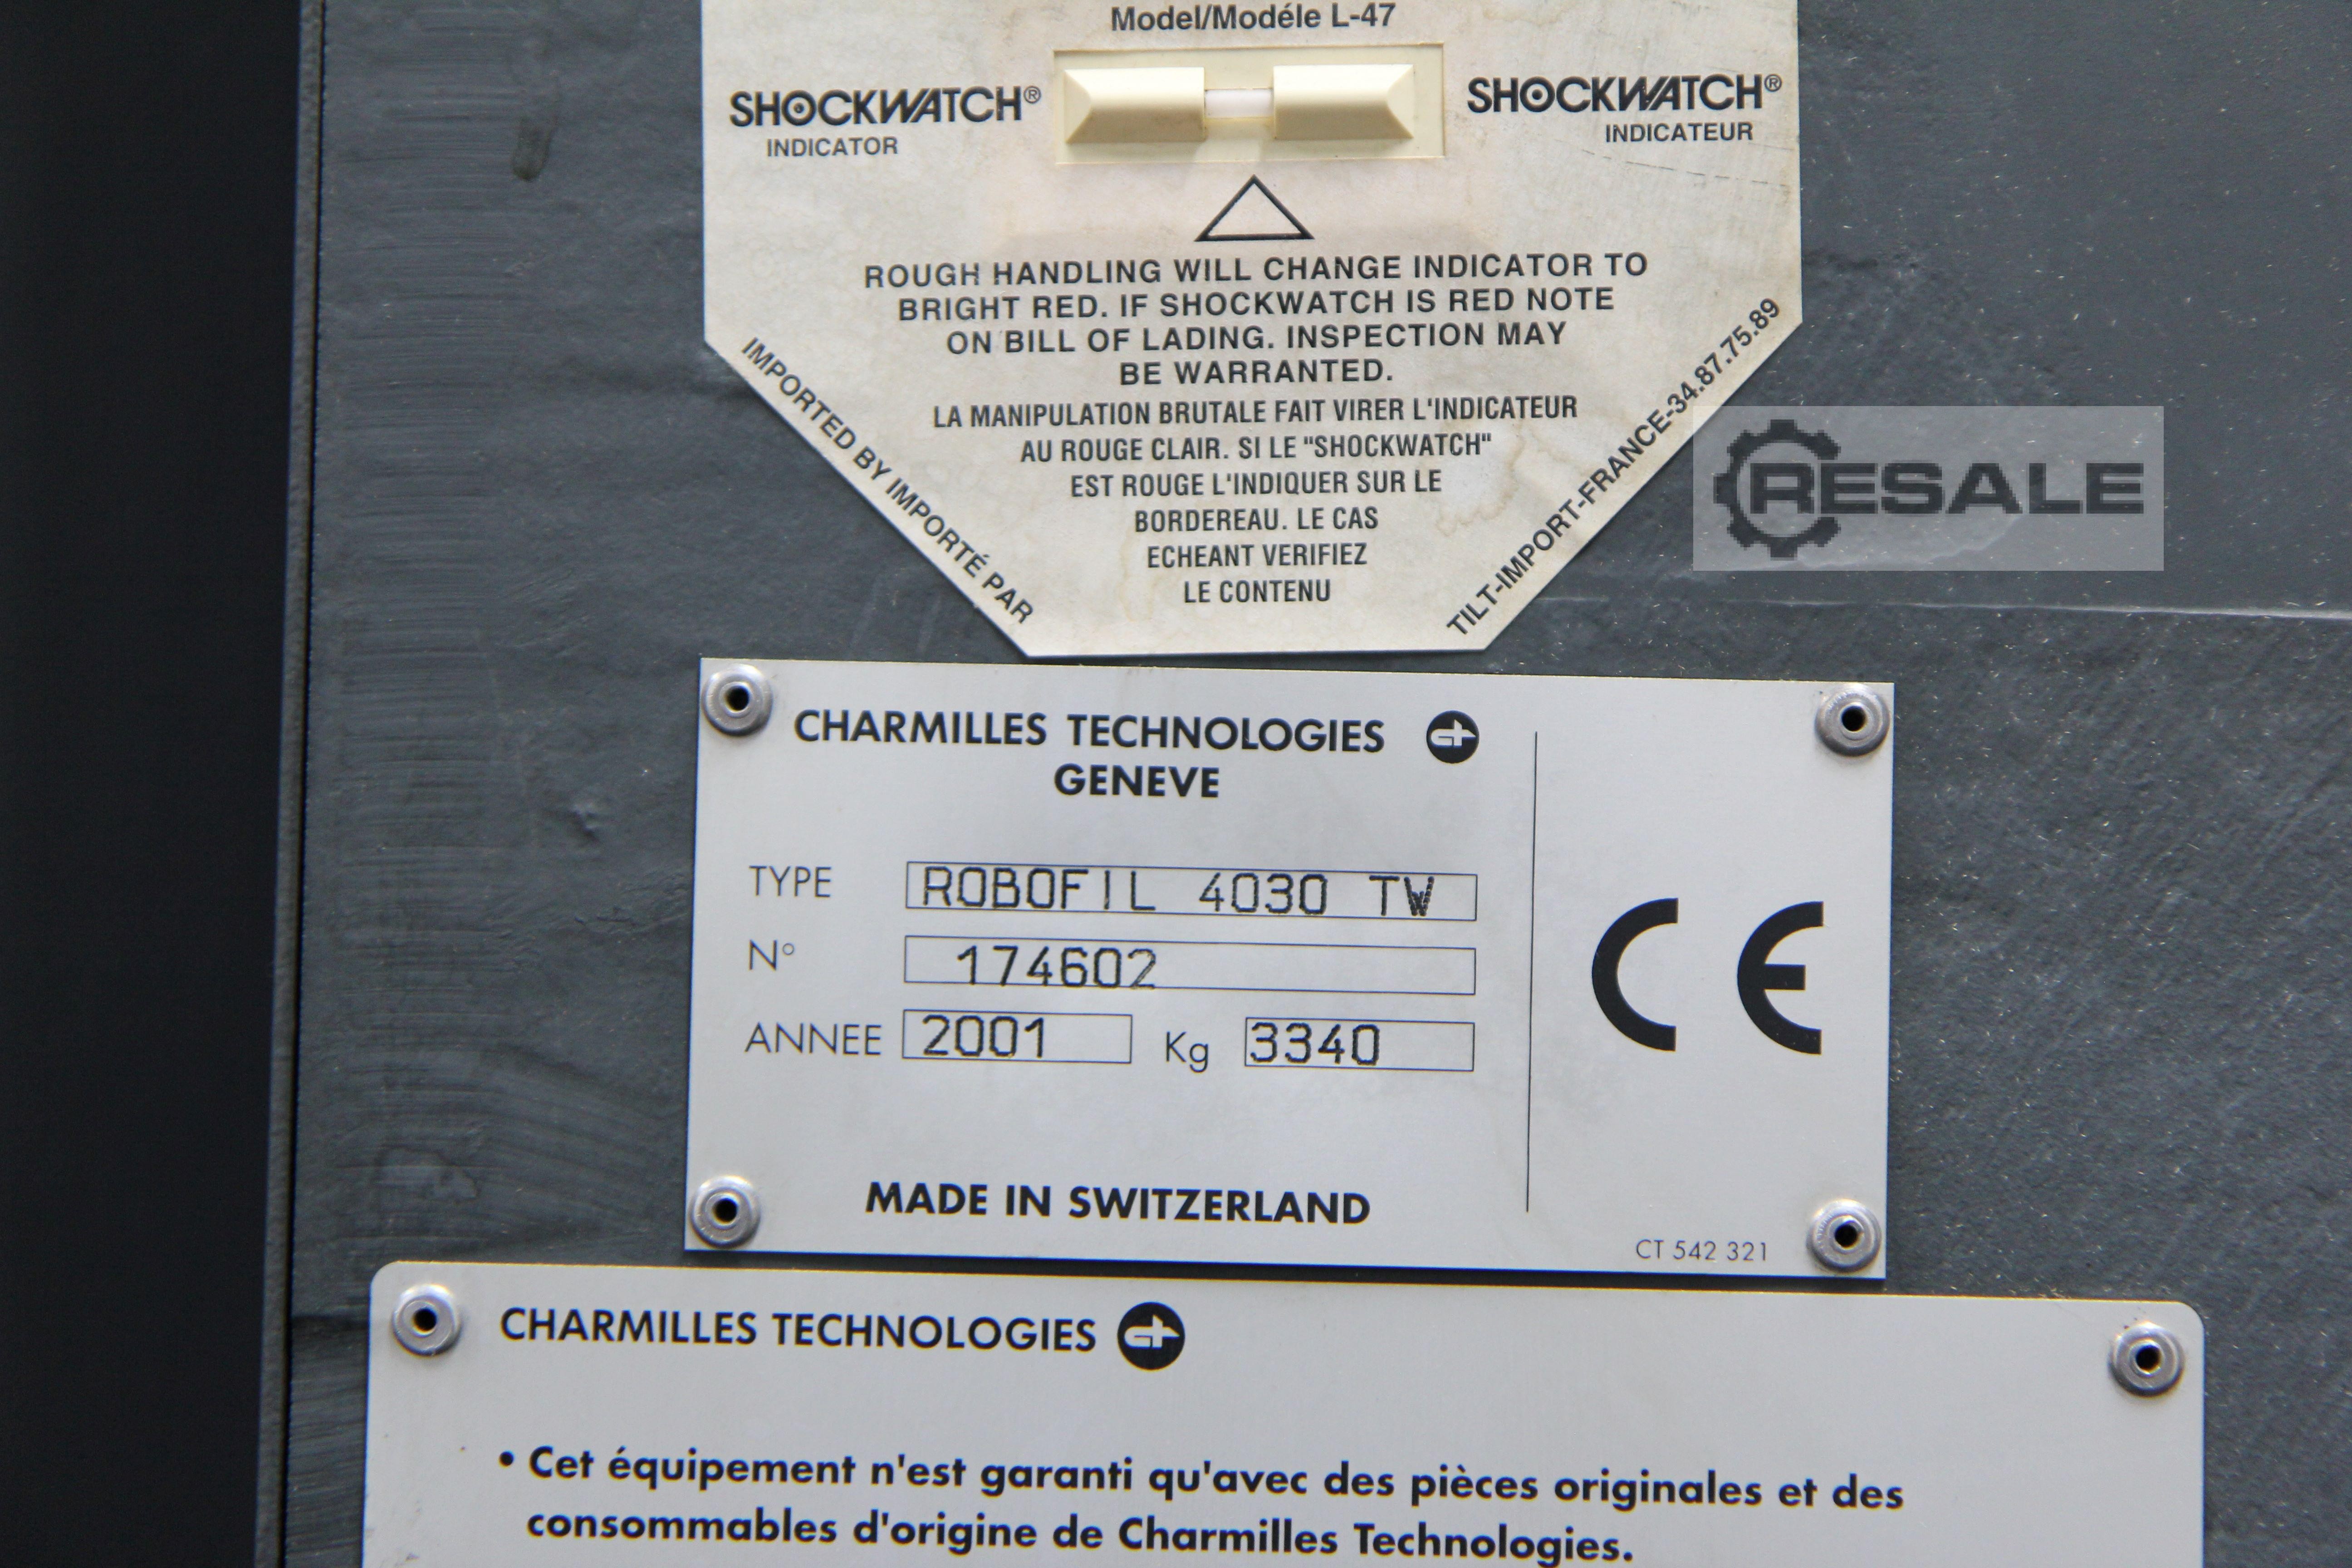 Model/Modéle L-47
SHOCKWATCH®
INDICATOR
SHOCKWATCH®
INDICATEUR
ROUGH HANDLING WILL CHANGE INDICATOR TO
BRIGHT RED. IF SHOCKWATCH IS RED NOTE
ON BILL OF LADING. INSPECTION MAY
BE WARRANTED.
LA MANIPULATION BRUTALE FAIT VIRER L'INDICATEUR
AU ROUGE CLAIR. SI LE "SHOCKWATCH"
EST ROUGE L'INDIQUER SUR LE
BORDEREAU. LE CAS
ECHEANT VERIFIEZ
LE CONTENU
IMPORTED BY IMPORTÉ PAR
TILT-IMPORT-FRANCE-34.87.75.89
RESALE
CHARMILLES TECHNOLOGIES
GENEVE
TYPE ROBOFIL 4030 TW
N° 174602
ANNEE 2001 Kg 3340
MADE IN SWITZERLAND
CE
CT 542 321
CHARMILLES TECHNOLOGIES
• Cet équipement n'est garanti qu'avec des pièces originales et des
consommables d'origine de Charmilles Technologies.